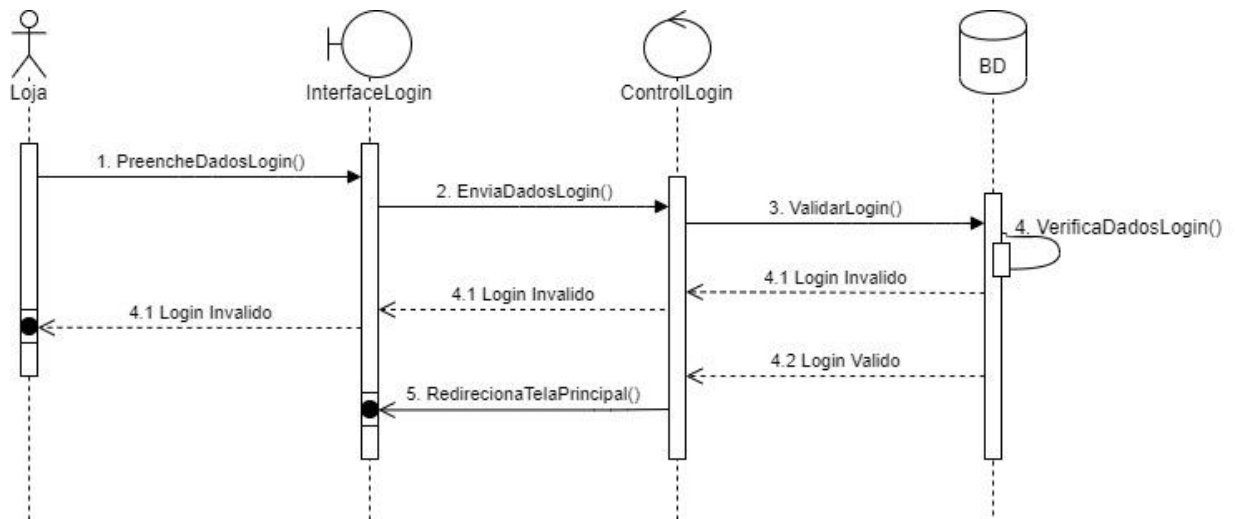 Loja
InterfaceLogin
ControlLogin
BD
1. PreencheDadosLogin()
2. EnviaDadosLogin()
3. ValidarLogin()
4. VerificaDadosLogin()
4.1 Login Invalido
4.1 Login Invalido
4.1 Login Invalido
4.2 Login Valido
5. RedirecionaTelaPrincipal()